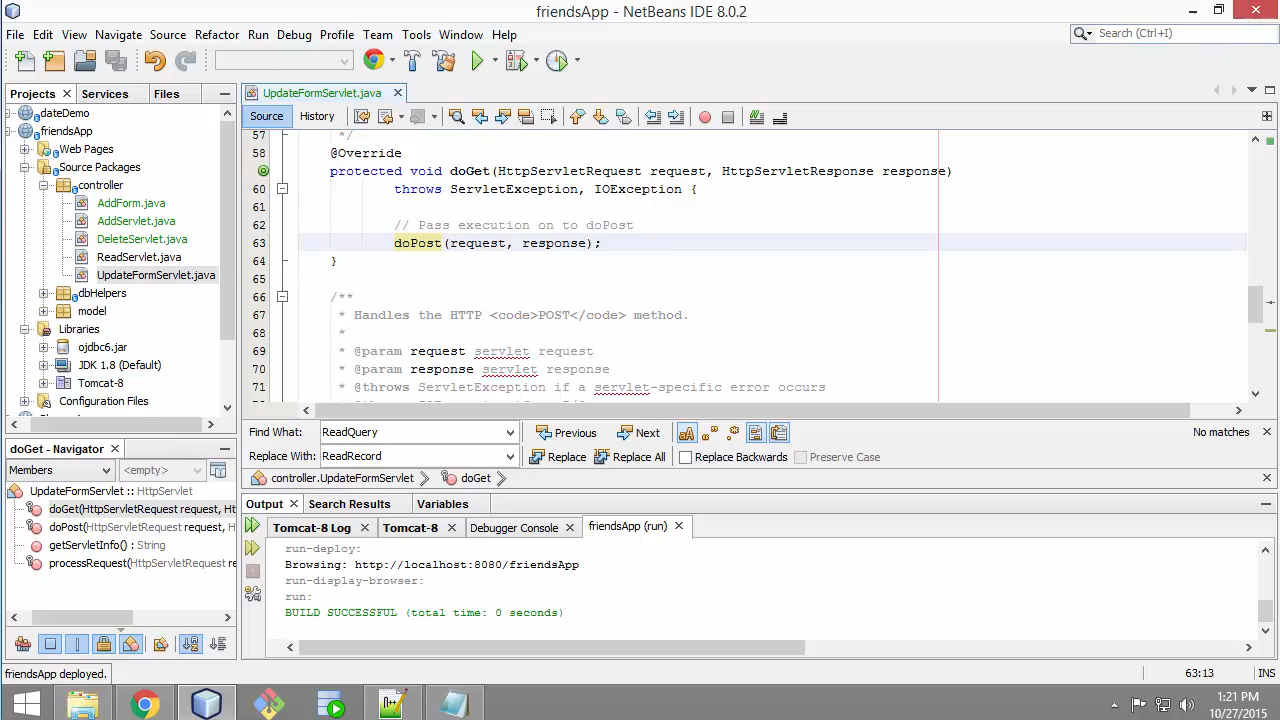 friendsApp - NetBeans IDE 8.0.2
File Edit View Navigate Source Refactor Run Debug Profile Team Tools Window Help
Search (Ctrl+I)
Projects Services Files
dateDemo
friendsApp
Web Pages
Source Packages
controller
AddForm.java
AddServlet.java
DeleteServlet.java
ReadServlet.java
UpdateFormServlet.java
dbHelpers
model
Libraries
ojdbc6.jar
JDK 1.8 (Default)
Tomcat-8
Configuration Files
doGet - Navigator
Members <empty>
UpdateFormServlet :: HttpServlet
doGet(HttpServletRequest request, Ht
doPost(HttpServletRequest request,
getServletInfo() : String
processRequest(HttpServletRequest re
friendsApp deployed.
UpdateFormServlet.java
Source History
57 */
58 @Override
protected void doGet(HttpServletRequest request, HttpServletResponse response)
60 throws ServletException, IOException {
61
62 // Pass execution on to doPost
63 doPost(request, response);
64 }
65
66 /**
67 * Handles the HTTP <code>POST</code> method.
68 *
69 * @param request servlet request
70 * @param response servlet response
71 * @throws ServletException if a servlet-specific error occurs
Find What: ReadQuery Previous Next No matches
Replace With: ReadRecord Replace Replace All Replace Backwards Preserve Case
controller.UpdateFormServlet doGet
Output Search Results Variables
Tomcat-8 Log Tomcat-8 Debugger Console friendsApp (run)
run-deploy:
Browsing: http://localhost:8080/friendsApp
run-display-browser:
run:
BUILD SUCCESSFUL (total time: 0 seconds)
63:13 INS
1:21 PM
10/27/2015